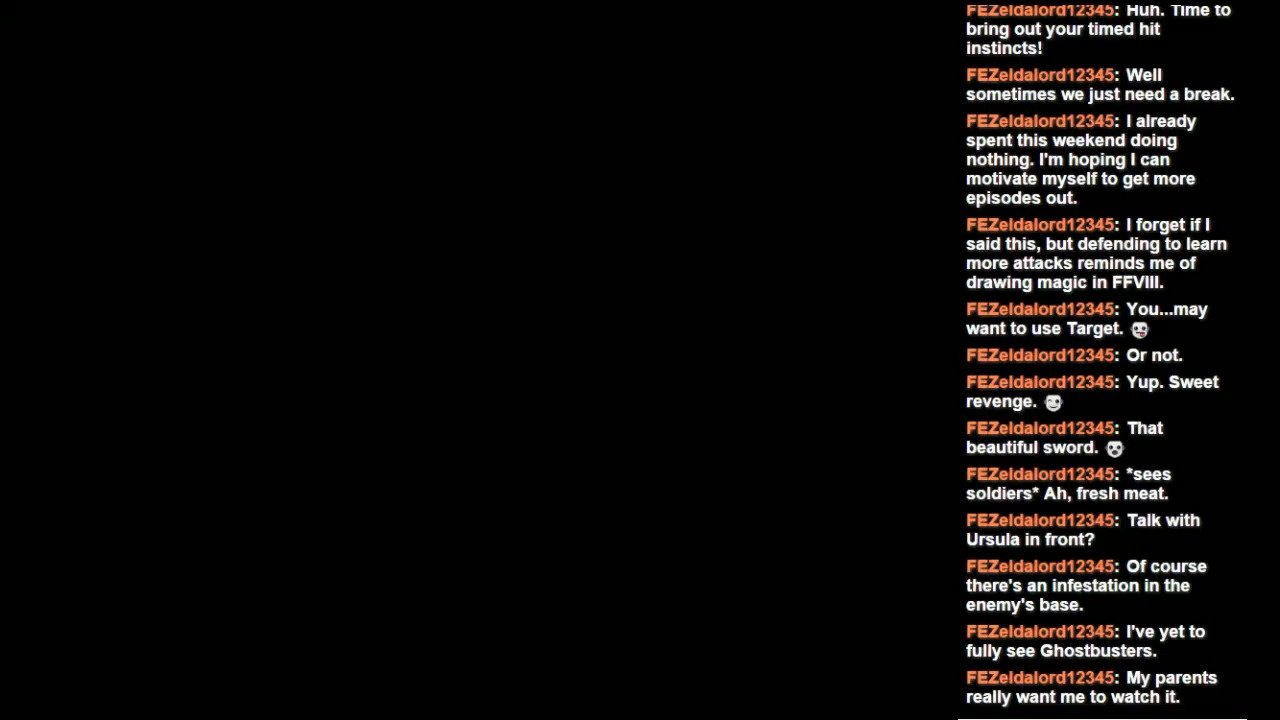 FEZeldalord12345: Huh. Time to
bring out your timed hit
instincts!
FEZeldalord12345: Well
sometimes we just need a break.
FEZeldalord12345: I already
spent this weekend doing
nothing. I'm hoping I can
motivate myself to get more
episodes out.
FEZeldalord12345: I forget if I
said this, but defending to learn
more attacks reminds me of
drawing magic in FFVIII.
FEZeldalord12345: You...may
want to use Target.
FEZeldalord12345: Or not.
FEZeldalord12345: Yup. Sweet
revenge.
FEZeldalord12345: That
beautiful sword.
FEZeldalord12345: *sees
soldiers* Ah, fresh meat.
FEZeldalord12345: Talk with
Ursula in front?
FEZeldalord12345: Of course
there's an infestation in the
enemy's base.
FEZeldalord12345: I've yet to
fully see Ghostbusters.
FEZeldalord12345: My parents
really want me to watch it.